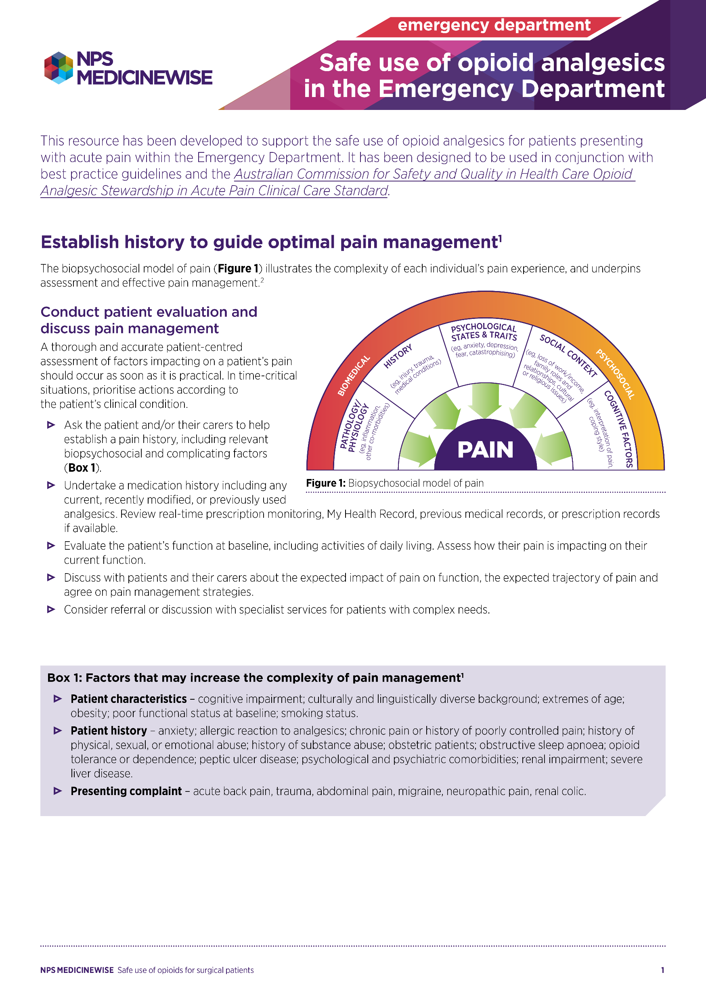 emergency department
NPS
MEDICINEWISE
Safe use of opioid analgesics
in the Emergency Department
This resource has been developed to support the safe use of opioid analgesics for patients presenting
with acute pain within the Emergency Department. It has been designed to be used in conjunction with
best practice guidelines and the Australian Commission for Safety and Quality in Health Care Opioid
Analgesic Stewardship in Acute Pain Clinical Care Standard.
Establish history to guide optimal pain management¹
The biopsychosocial model of pain (Figure 1) illustrates the complexity of each individual's pain experience, and underpins
assessment and effective pain management.²
Conduct patient evaluation and
discuss pain management
A thorough and accurate patient-centred
assessment of factors impacting on a patient's pain
should occur as soon as it is practical. In time-critical
situations, prioritise actions according to
the patient's clinical condition.
▷ Ask the patient and/or their carers to help
establish a pain history, including relevant
biopsychosocial and complicating factors
(Box 1).
▷ Undertake a medication history including any
current, recently modified, or previously used
analgesics. Review real-time prescription monitoring, My Health Record, previous medical records, or prescription records
if available.
▷ Evaluate the patient's function at baseline, including activities of daily living. Assess how their pain is impacting on their
current function.
▷ Discuss with patients and their carers about the expected impact of pain on function, the expected trajectory of pain and
agree on pain management strategies.
▷ Consider referral or discussion with specialist services for patients with complex needs.
BIOMEDICAL
PSYCHOSOCIAL
PATHOLOGY/
PHYSIOLOGY
(eg, inflammation,
other co-morbidities)
HISTORY
(eg, injury, trauma,
medical conditions)
PSYCHOLOGICAL
STATES & TRAITS
(eg, anxiety, depression,
fear, catastrophising)
SOCIAL CONTEXT
(eg, loss of work/income,
family roles and
relationships, cultural
or religious issues)
COGNITIVE FACTORS
(eg, interpretation of pain,
coping style)
PAIN
Figure 1: Biopsychosocial model of pain
Box 1: Factors that may increase the complexity of pain management¹
▷ Patient characteristics – cognitive impairment; culturally and linguistically diverse background; extremes of age;
obesity; poor functional status at baseline; smoking status.
▷ Patient history – anxiety; allergic reaction to analgesics; chronic pain or history of poorly controlled pain; history of
physical, sexual, or emotional abuse; history of substance abuse; obstetric patients; obstructive sleep apnoea; opioid
tolerance or dependence; peptic ulcer disease; psychological and psychiatric comorbidities; renal impairment; severe
liver disease.
▷ Presenting complaint – acute back pain, trauma, abdominal pain, migraine, neuropathic pain, renal colic.
NPS MEDICINEWISE Safe use of opioids for surgical patients
1